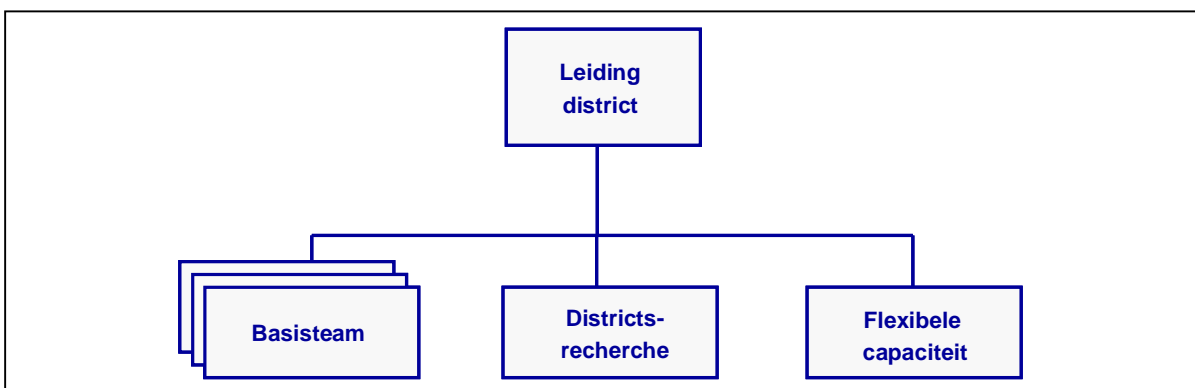 Leiding
district
Basisteam
Districts-
recherche
Flexibele
capaciteit